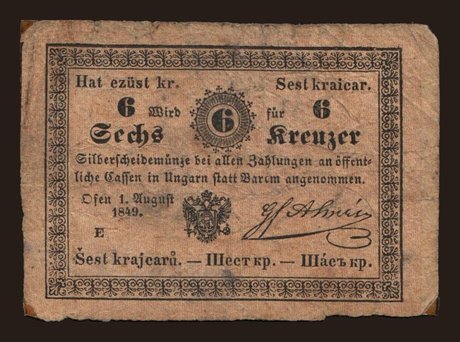 Hat ezüst kr. Sest kraicar.
6 Wird 6 für 6
Sechs Kreuzer
Silberscheidemünze bei allen Zahlungen an öffent-
liche Cassen in Ungarn statt Barem angenommen.
Ofen 1. August
1849.
E
Šest krajcarů. — Шест кр. — Шасъ кр.